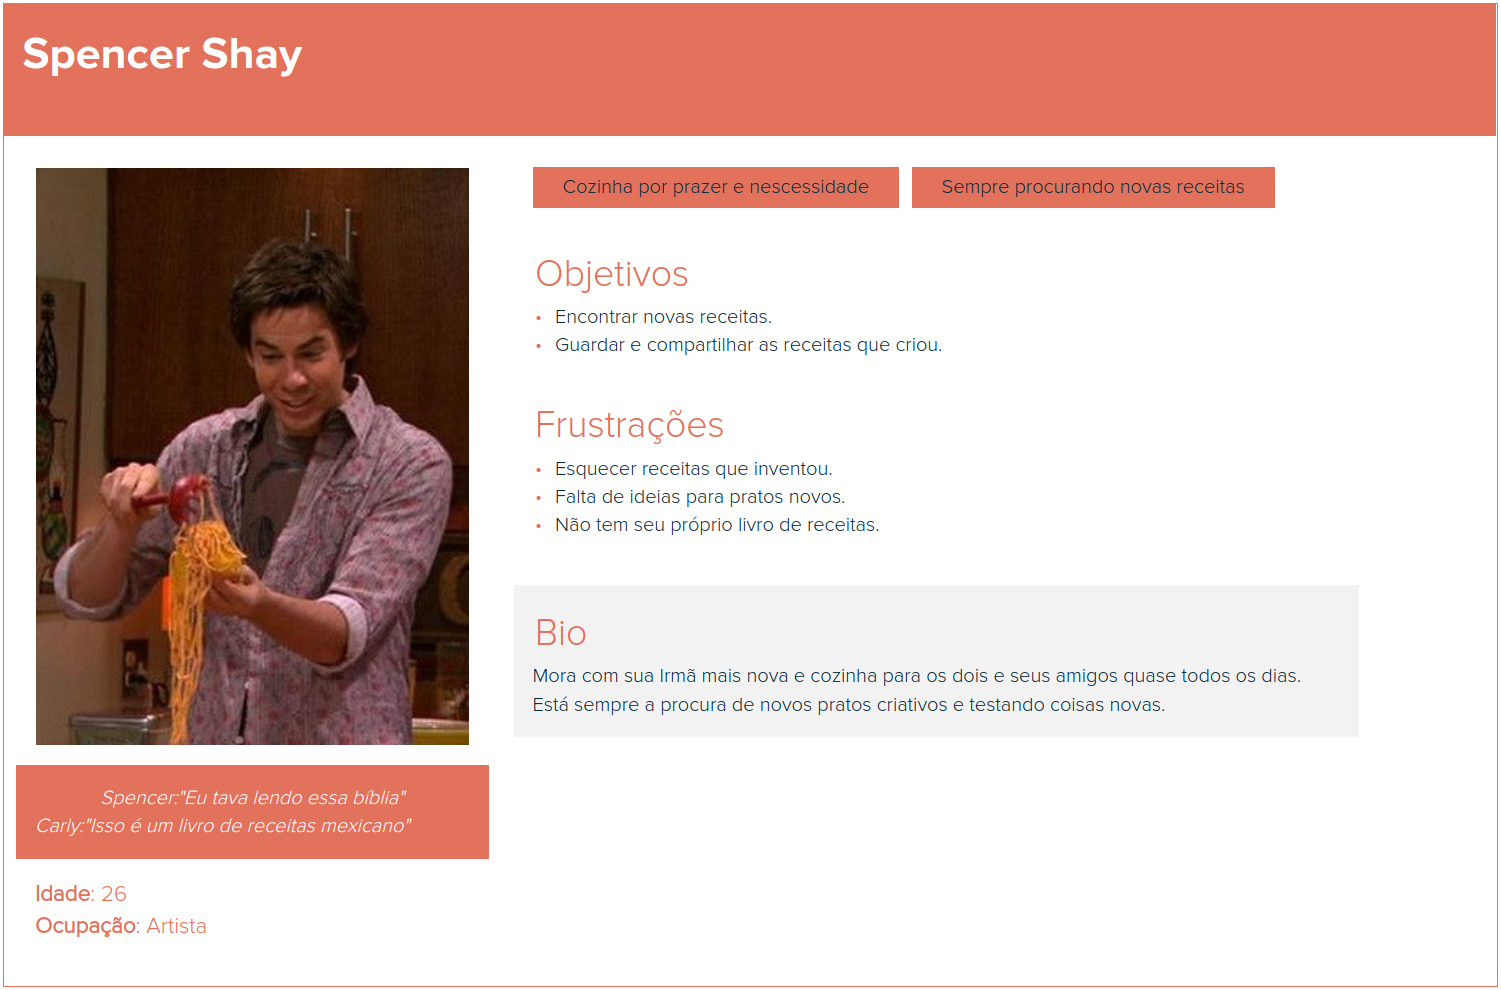 Spencer Shay
Cozinha por prazer e nescessidade
Sempre procurando novas receitas
Objetivos
• Encontrar novas receitas.
• Guardar e compartilhar as receitas que criou.
Frustrações
• Esquecer receitas que inventou.
• Falta de ideias para pratos novos.
• Não tem seu próprio livro de receitas.
Bio
Mora com sua Irmã mais nova e cozinha para os dois e seus amigos quase todos os dias.
Está sempre a procura de novos pratos criativos e testando coisas novas.
Spencer:"Eu tava lendo essa bíblia"
Carly:"Isso é um livro de receitas mexicano"
Idade: 26
Ocupação: Artista